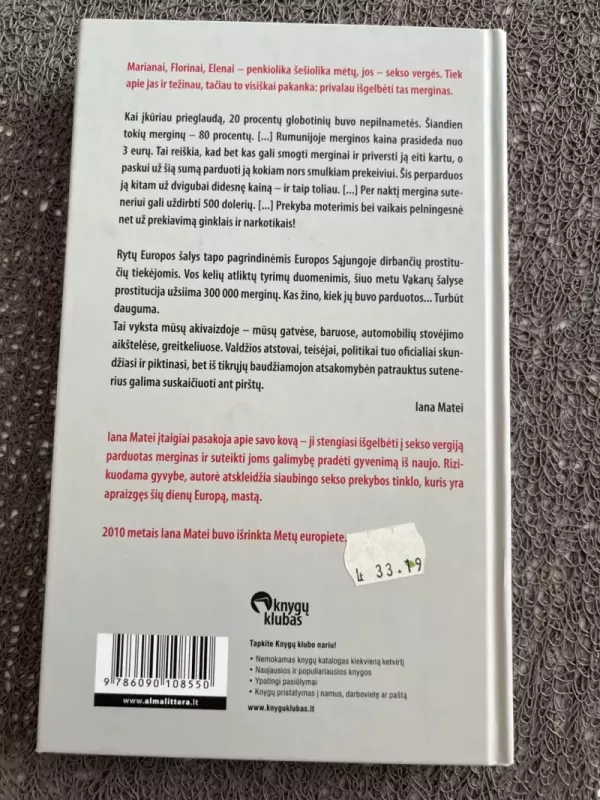 Marianai, Florinai, Elenai – penkiolika šešiolika metų, jos – sekso vergės. Tiek
apie jas ir težinau, tačiau to visiškai pakanka: privalau išgelbėti tas merginas.
Kai įkūriau prieglaudą, 20 procentų globotinių buvo nepilnametės. Šiandien
tokių merginų – 80 procentų. [...] Rumunijoje merginos kaina prasideda nuo
3 eurų. Tai reiškia, kad bet kas gali smogti merginai ir priversti ją eiti kartu, o
paskui už šią sumą parduoti ją kokiam nors smulkiam prekeiviui. Šis perparduos
ją kitam už dvigubai didesnę kainą – ir taip toliau. [...] Per naktį mergina sute-
neriui gali uždirbti 500 dolerių. [...] Prekyba moterimis bei vaikais pelningesnė
net už prekiavimą ginklais ir narkotikais!
Rytų Europos šalys tapo pagrindinėmis Europos Sąjungoje dirbančių prostitu-
čių tiekėjomis. Vos kelių atliktų tyrimų duomenimis, šiuo metu Vakarų šalyse
prostitucija užsiima 300 000 merginų. Kas žino, kiek jų buvo parduotos... Turbūt
dauguma.
Tai vyksta mūsų akivaizdoje – mūsų gatvėse, baruose, automobilių stovėjimo
aikštelėse, greitkeliuose. Valdžios atstovai, teisėjai, politikai tuo oficialiai skun-
džiasi ir piktinasi, bet iš tikrųjų baudžiamojon atsakomybėn patrauktus sute-
nerius galima suskaičiuoti ant pirštų.
Iana Matei
Iana Matei įtaigiai pasakoja apie savo kovą – ji stengiasi išgelbėti į sekso vergiją
parduotas merginas ir suteikti joms galimybę pradėti gyvenimą iš naujo. Rizi-
kuodama gyvybe, autorė atskleidžia siaubingo sekso prekybos tinklo, kuris yra
apraizgęs šių dienų Europą, mastą.
2010 metais Iana Matei buvo išrinkta Metų europiete.
Lt 33.19
knygų
klubas
Tapkite Knygų klubo nariu!
• Nemokamas knygų katalogas kiekvieną ketvirtį
• Naujausios ir populiariausios knygos
• Ypatingi pasiūlymai
• Knygų pristatymas į namus, darbovietę ar paštą
www.knyguklubas.lt
9 786090 108550
www.almalittera.lt